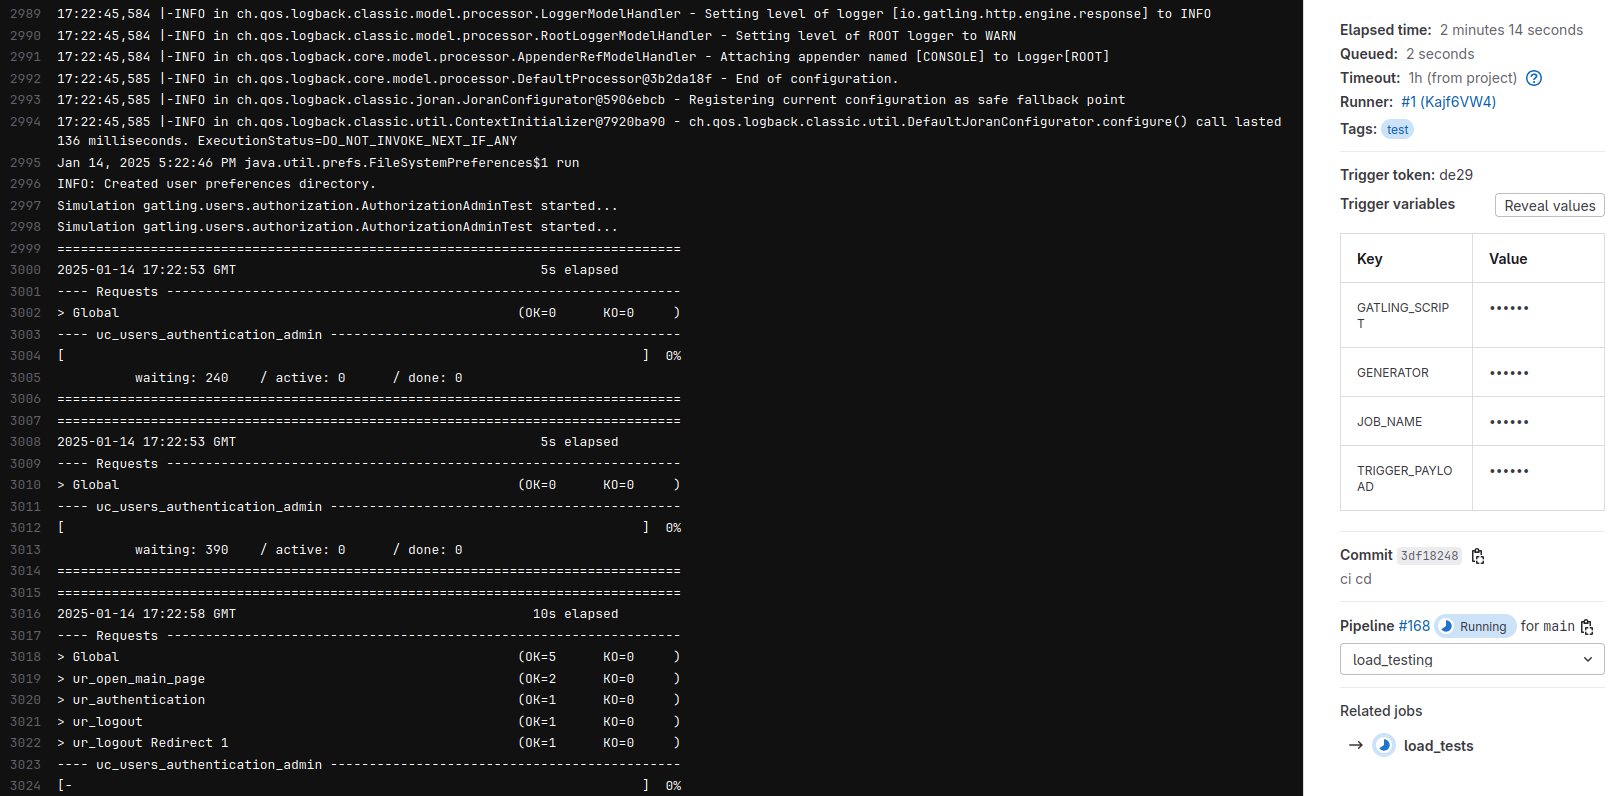 2989 17:22:45,584 |-INFO in ch.qos.logback.classic.model.processor.LoggerModelHandler - Setting level of logger [io.gatling.http.engine.response] to INFO
2990 17:22:45,584 |-INFO in ch.qos.logback.classic.model.processor.RootLoggerModelHandler - Setting level of ROOT logger to WARN
2991 17:22:45,584 |-INFO in ch.qos.logback.core.model.processor.AppenderRefModelHandler - Attaching appender named [CONSOLE] to Logger[ROOT]
2992 17:22:45,585 |-INFO in ch.qos.logback.core.model.processor.DefaultProcessor@3b2da18f - End of configuration.
2993 17:22:45,585 |-INFO in ch.qos.logback.classic.joran.JoranConfigurator@5906ebcb - Registering current configuration as safe fallback point
2994 17:22:45,585 |-INFO in ch.qos.logback.classic.util.ContextInitializer@7920ba90 - ch.qos.logback.classic.util.DefaultJoranConfigurator.configure() call lasted
136 milliseconds. ExecutionStatus=DO_NOT_INVOKE_NEXT_IF_ANY
2995 Jan 14, 2025 5:22:46 PM java.util.prefs.FileSystemPreferences$1 run
2996 INFO: Created user preferences directory.
2997 Simulation gatling.users.authorization.AuthorizationAdminTest started...
2998 Simulation gatling.users.authorization.AuthorizationAdminTest started...
2999 ================================================================================
3000 2025-01-14 17:22:53 GMT                                       5s elapsed
3001 ---- Requests ------------------------------------------------------------------
3002 > Global                                                   (OK=0      KO=0     )
3003 ---- uc_users_authentication_admin ---------------------------------------------
3004 [                                                                          ]  0%
3005           waiting: 240    / active: 0      / done: 0
3006 ================================================================================
3007 ================================================================================
3008 2025-01-14 17:22:53 GMT                                       5s elapsed
3009 ---- Requests ------------------------------------------------------------------
3010 > Global                                                   (OK=0      KO=0     )
3011 ---- uc_users_authentication_admin ---------------------------------------------
3012 [                                                                          ]  0%
3013           waiting: 390    / active: 0      / done: 0
3014 ================================================================================
3015 ================================================================================
3016 2025-01-14 17:22:58 GMT                                      10s elapsed
3017 ---- Requests ------------------------------------------------------------------
3018 > Global                                                   (OK=5      KO=0     )
3019 > ur_open_main_page                                        (OK=2      KO=0     )
3020 > ur_authentication                                        (OK=1      KO=0     )
3021 > ur_logout                                                (OK=1      KO=0     )
3022 > ur_logout Redirect 1                                     (OK=1      KO=0     )
3023 ---- uc_users_authentication_admin ---------------------------------------------
3024 [-                                                                         ]  0%
Elapsed time: 2 minutes 14 seconds
Queued: 2 seconds
Timeout: 1h (from project) ?
Runner: #1 (Kajf6VW4)
Tags: test
Trigger token: de29
Trigger variables Reveal values
Key Value
GATLING_SCRIP ••••••
T
GENERATOR ••••••
JOB_NAME ••••••
TRIGGER_PAYLO ••••••
AD
Commit 3df18248
ci cd
Pipeline #168 Running for main
load_testing
Related jobs
→ load_tests